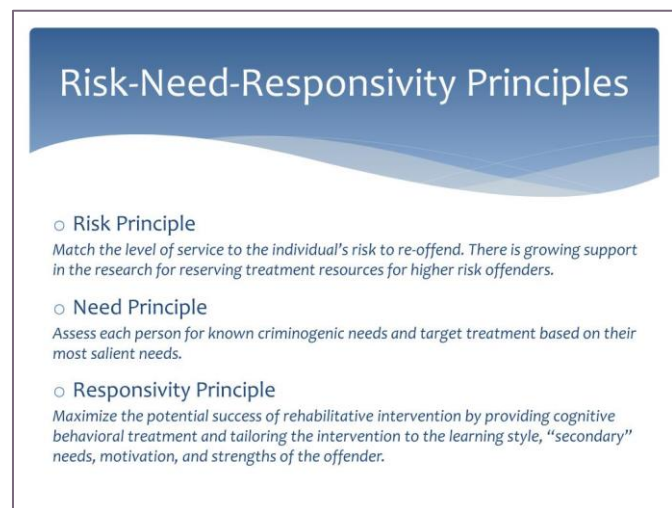 Risk-Need-Responsivity Principles
○ Risk Principle
Match the level of service to the individual's risk to re-offend. There is growing support
in the research for reserving treatment resources for higher risk offenders.
○ Need Principle
Assess each person for known criminogenic needs and target treatment based on their
most salient needs.
○ Responsivity Principle
Maximize the potential success of rehabilitative intervention by providing cognitive
behavioral treatment and tailoring the intervention to the learning style, “secondary”
needs, motivation, and strengths of the offender.